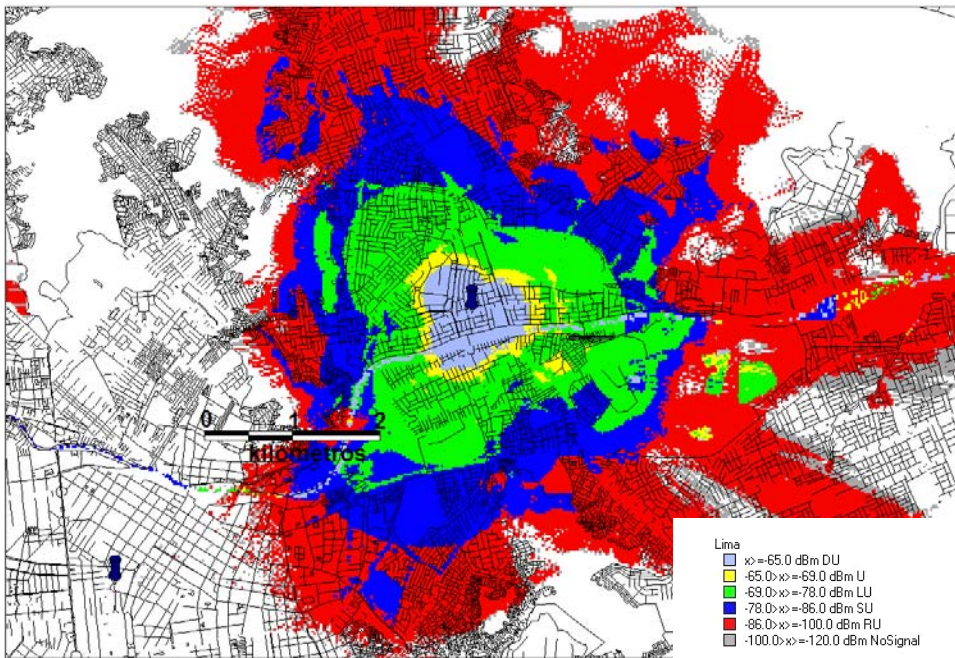 0 1 2
kilometros
Lima
x>=-65.0 dBm DU
-65.0>x>=-69.0 dBm U
-69.0>x>=-78.0 dBm LU
-78.0>x>=-86.0 dBm SU
-86.0>x>=-100.0 dBm RU
-100.0>x>=-120.0 dBm NoSignal